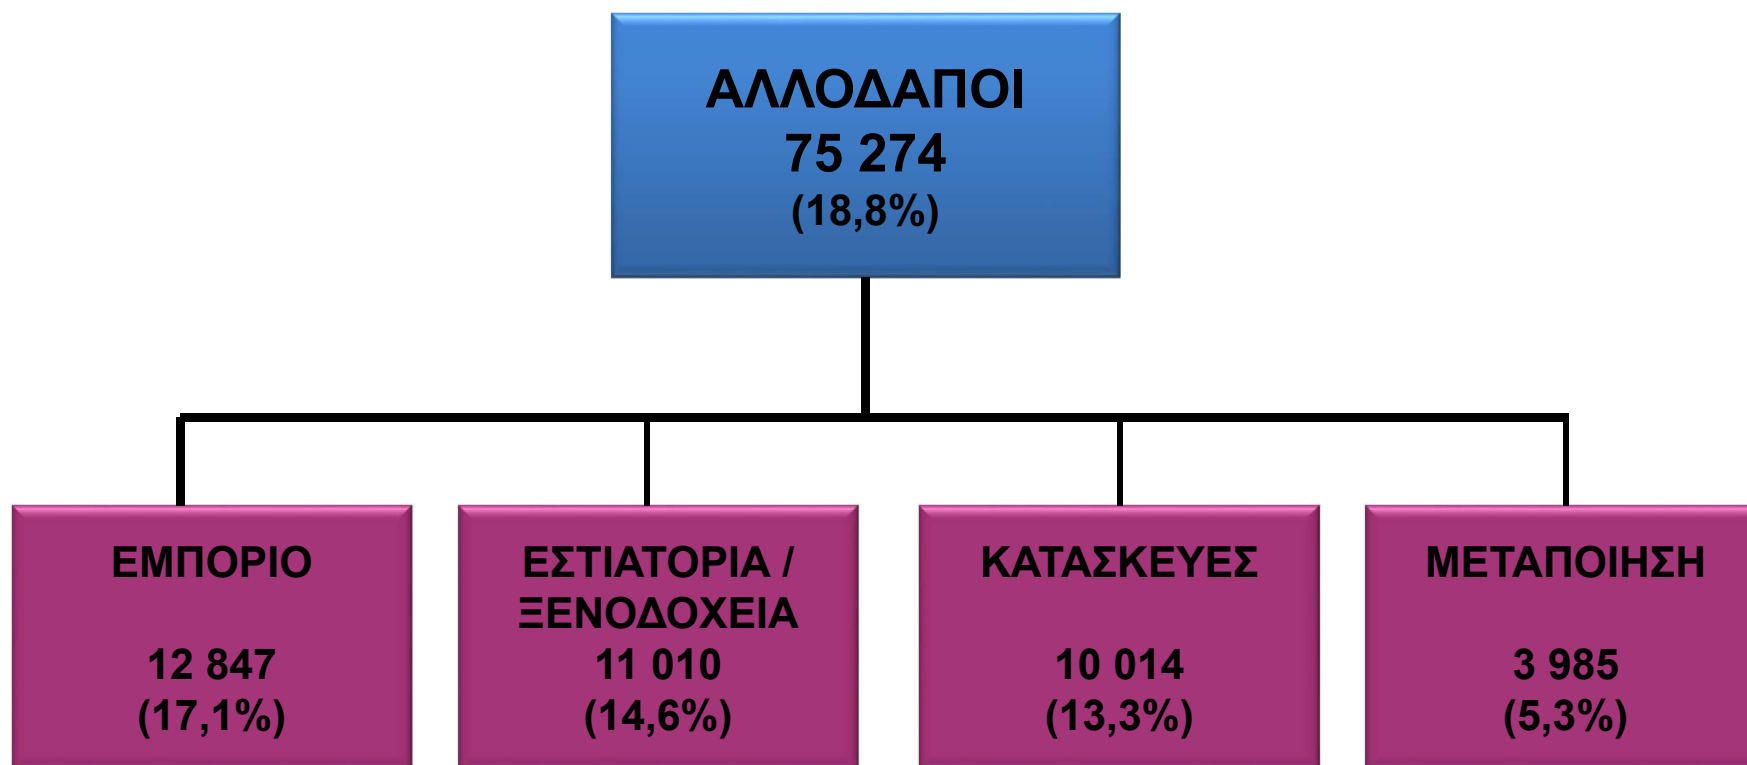 ΑΛΛΟΔΑΠΟΙ
75 274
(18,8%)
ΕΜΠΟΡΙΟ
12 847
(17,1%)
ΕΣΤΙΑΤΟΡΙΑ /
ΞΕΝΟΔΟΧΕΙΑ
11 010
(14,6%)
ΚΑΤΑΣΚΕΥΕΣ
10 014
(13,3%)
ΜΕΤΑΠΟΙΗΣΗ
3 985
(5,3%)